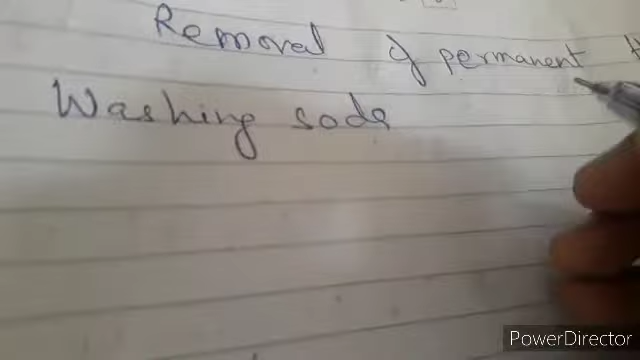 Removal of permanent
Washing soda
PowerDirector